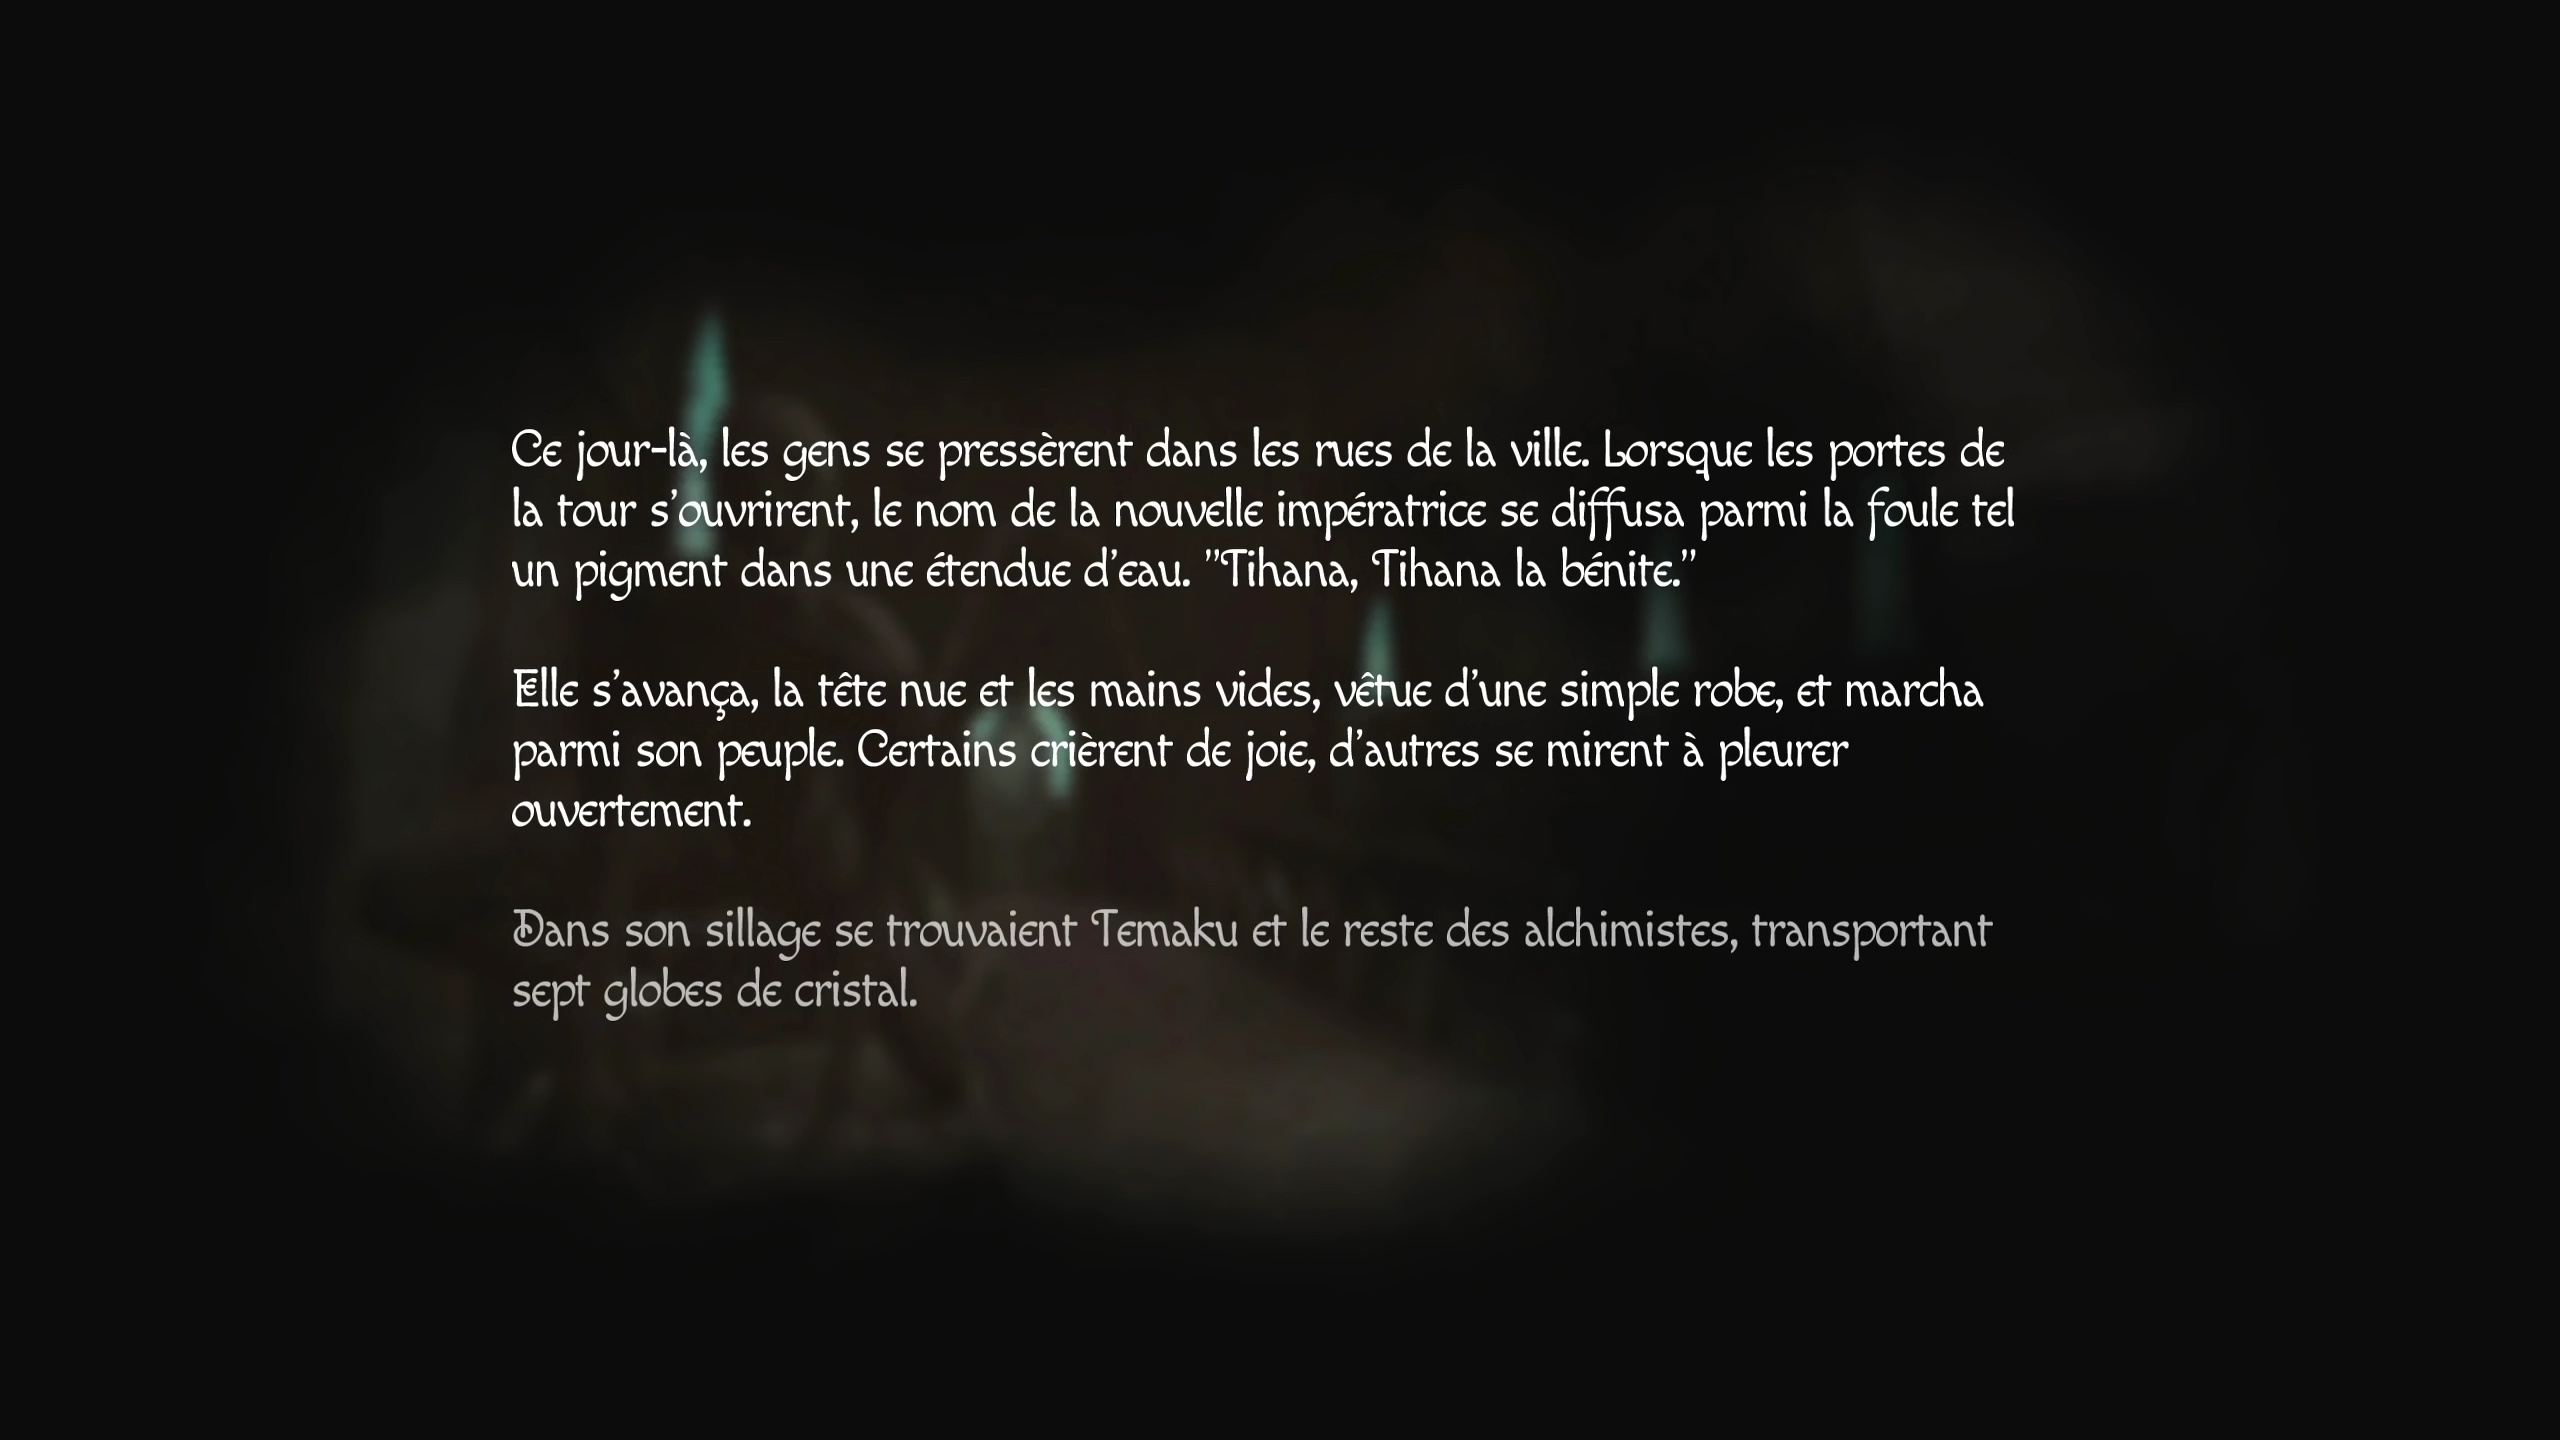 Ce jour-là, les gens se pressèrent dans les rues de la ville. Lorsque les portes de
la tour s'ouvrirent, le nom de la nouvelle impératrice se diffusa parmi la foule tel
un pigment dans une étendue d'eau. "Tihana, Tihana la bénite."
Elle s'avança, la tête nue et les mains vides, vêtue d'une simple robe, et marcha
parmi son peuple. Certains crièrent de joie, d'autres se mirent à pleurer
ouvertement.
Dans son sillage se trouvaient Temaku et le reste des alchimistes, transportant
sept globes de cristal.